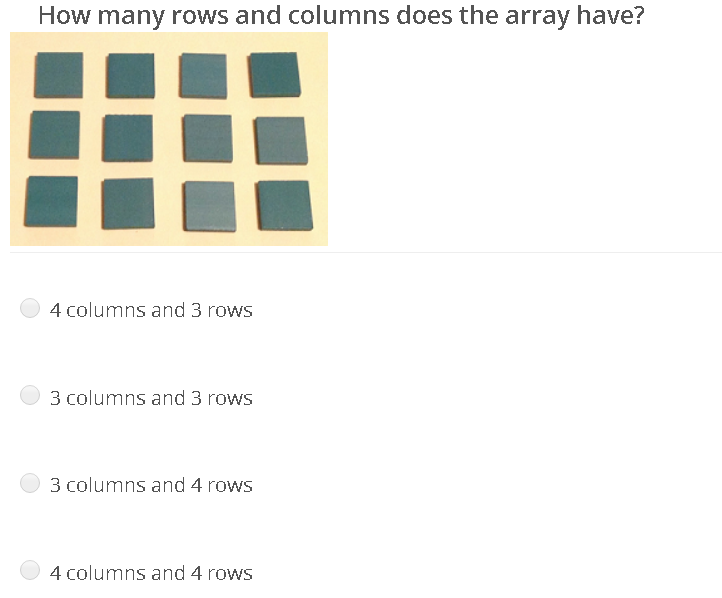 How many rows and columns does the array have?
4 columns and 3 rows
3 columns and 3 rows
3 columns and 4 rows
4 columns and 4 rows